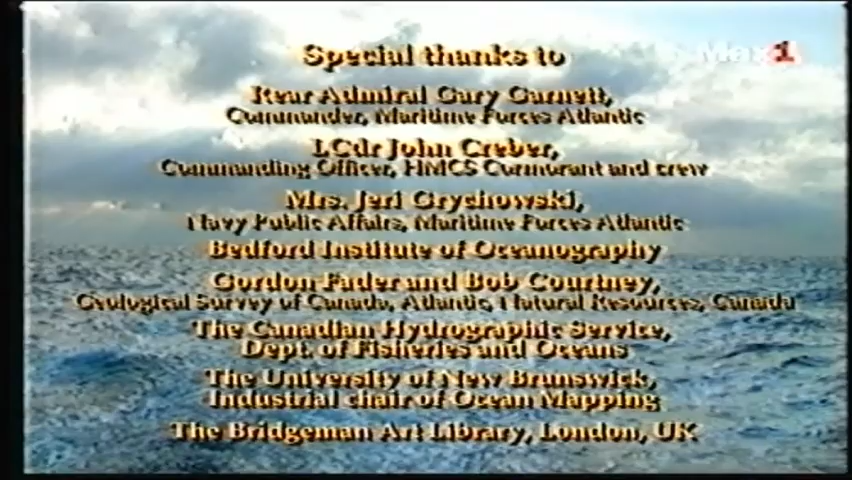 Max1
Special thanks to
Rear Admiral Gary Garnett,
Commander, Maritime Forces Atlantic
LCdr John Creber,
Commanding Officer, HMCS Cormorant and crew
Mrs. Jeri Grychowski,
Navy Public Affairs, Maritime Forces Atlantic
Bedford Institute of Oceanography
Gordon Fader and Bob Courtney,
Geological Survey of Canada, Atlantic, Natural Resources, Canada
The Canadian Hydrographic Service,
Dept. of Fisheries and Oceans
The University of New Brunswick,
Industrial chair of Ocean Mapping
The Bridgeman Art Library, London, UK